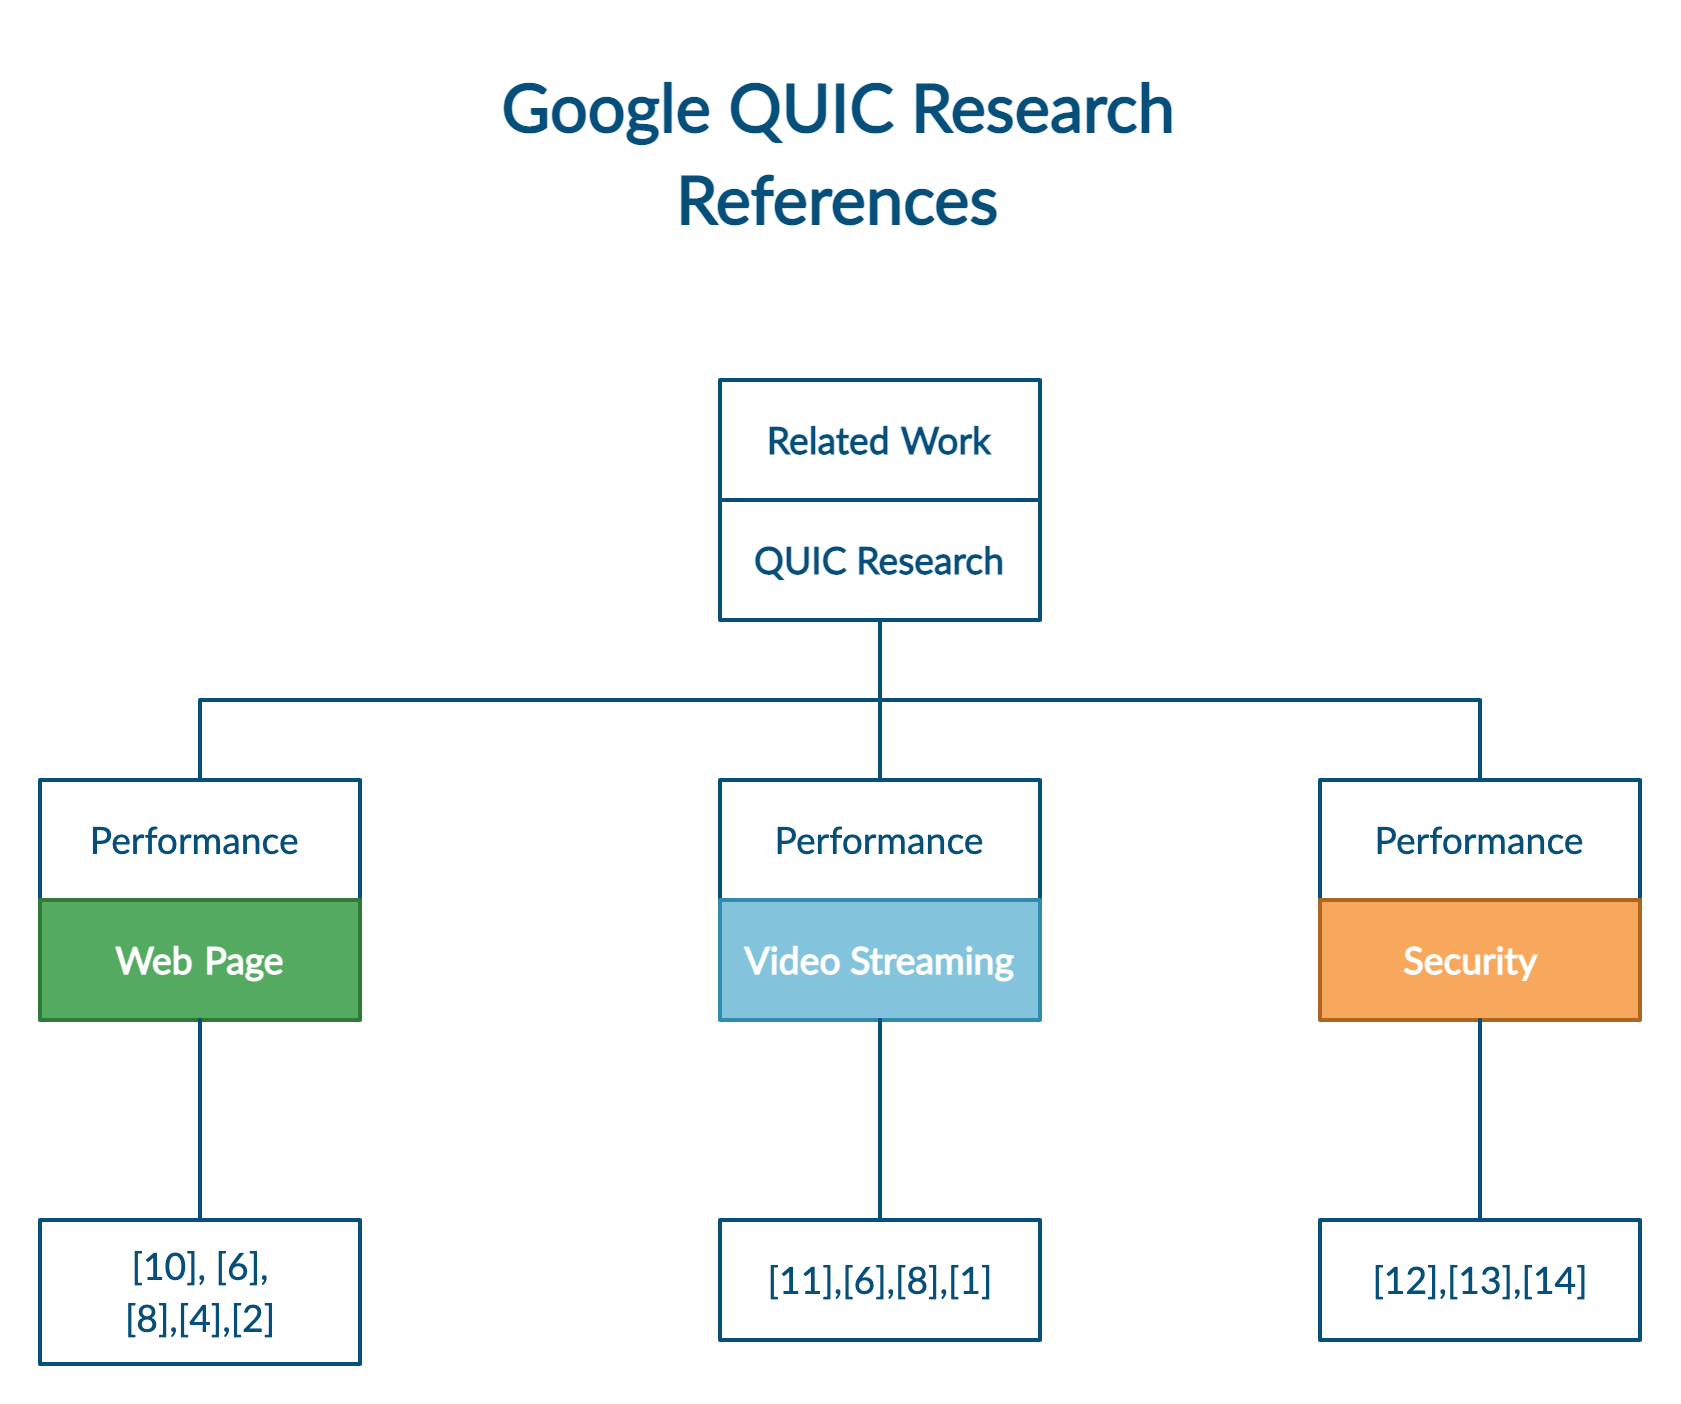 Google QUIC Research
References
Related Work
QUIC Research
Performance
Web Page
[10], [6],
[8],[4],[2]
Performance
Video Streaming
[11],[6],[8],[1]
Performance
Security
[12],[13],[14]